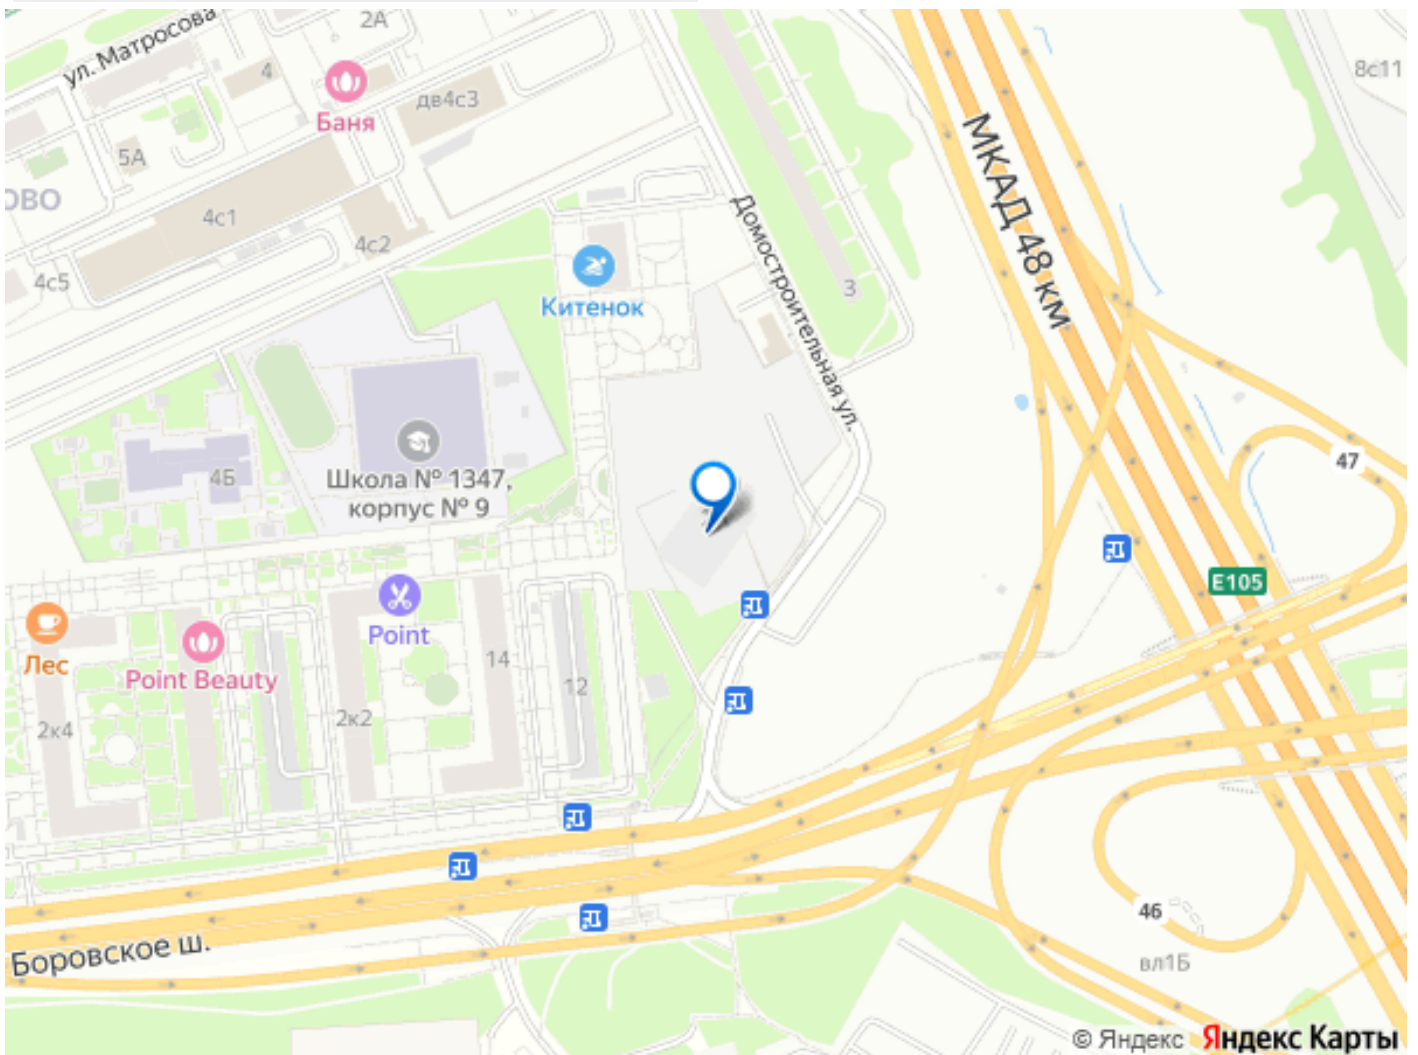 2А
ул. Матросова
4
8с11
дв4с3
Баня
МКАД 48 км
5А
ОВО
4с1
Домостроительная ул.
4с2
4с5
3
Китенок
47
4Б
Школа № 1347,
корпус № 9
Е105
Point
Лес
14
Point Beauty
12
2к2
2к4
46
Боровское ш.
вл1Б
© Яндекс Яндекс Карты